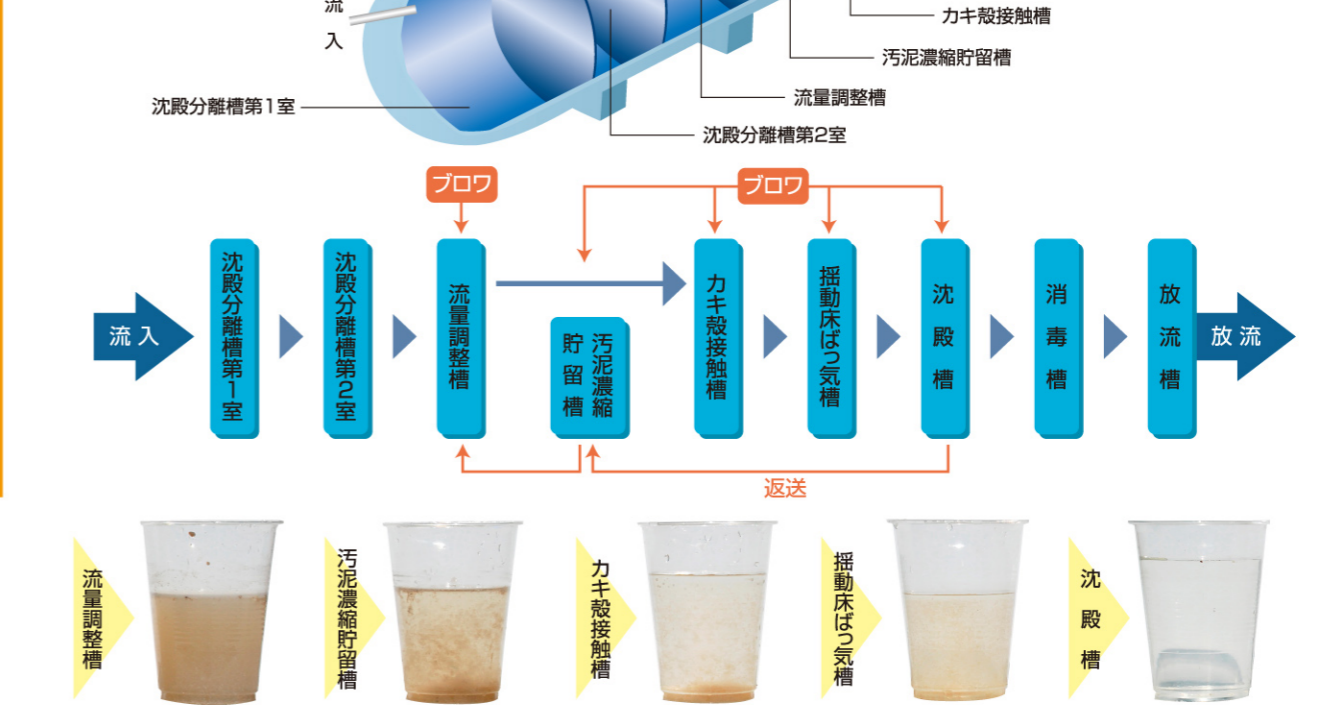 流
入
カキ殻接触槽
汚泥濃縮貯留槽
流量調整槽
沈殿分離槽第1室
沈殿分離槽第2室
ブロワ
ブロワ
流入
沈殿分離槽第1室
沈殿分離槽第2室
流量調整槽
汚泥濃縮
貯留槽
カキ殻接触槽
揺動床ばっ気槽
沈殿槽
消毒槽
放流槽
放流
返送
流量調整槽
汚泥濃縮貯留槽
カキ殻接触槽
揺動床ばっ気槽
沈殿槽